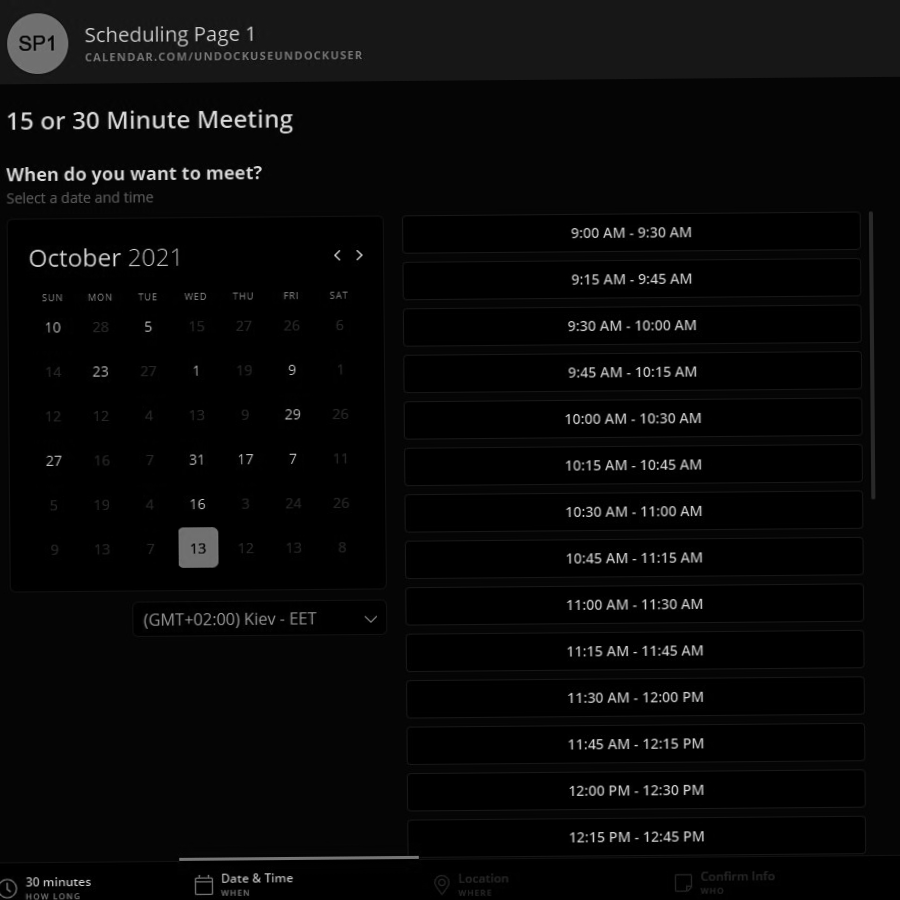 SP1
Scheduling Page 1
CALENDAR.COM/UNDOCKUSEUNDOCKUSER
15 or 30 Minute Meeting
When do you want to meet?
Select a date and time
October 2021
SUN MON TUE WED THU FRI SAT
10 28 5 15 27 26 6
14 23 27 1 19 9 1
12 12 4 13 9 29 26
27 16 7 31 17 7 11
5 19 4 16 3 24 26
9 13 7 13 12 13 8
(GMT+02:00) Kiev - EET
9:00 AM - 9:30 AM
9:15 AM - 9:45 AM
9:30 AM - 10:00 AM
9:45 AM - 10:15 AM
10:00 AM - 10:30 AM
10:15 AM - 10:45 AM
10:30 AM - 11:00 AM
10:45 AM - 11:15 AM
11:00 AM - 11:30 AM
11:15 AM - 11:45 AM
11:30 AM - 12:00 PM
11:45 AM - 12:15 PM
12:00 PM - 12:30 PM
12:15 PM - 12:45 PM
30 minutes
HOW LONG
Date & Time
WHEN
Location
WHERE
Confirm Info
WHO